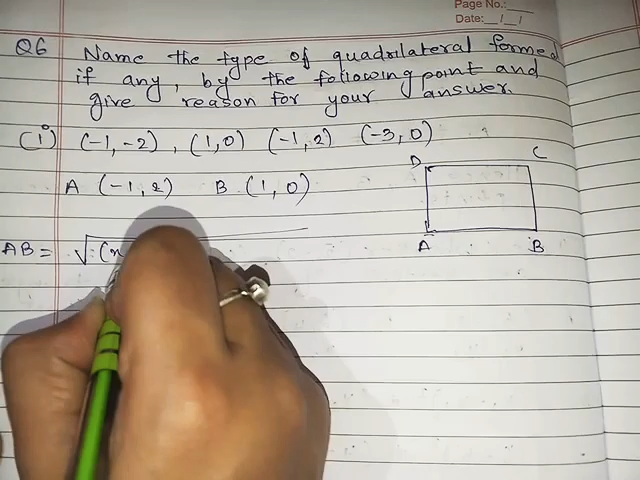 Page No.:
Date: / /
Q6 Name the type of quadrilateral formed
if any, by the following point and
give reason for your answer.
(i) (-1,-2), (1,0) (-1,2) (-3,0)
D C
A (-1,2) B (1,0)
A B
AB = √(x